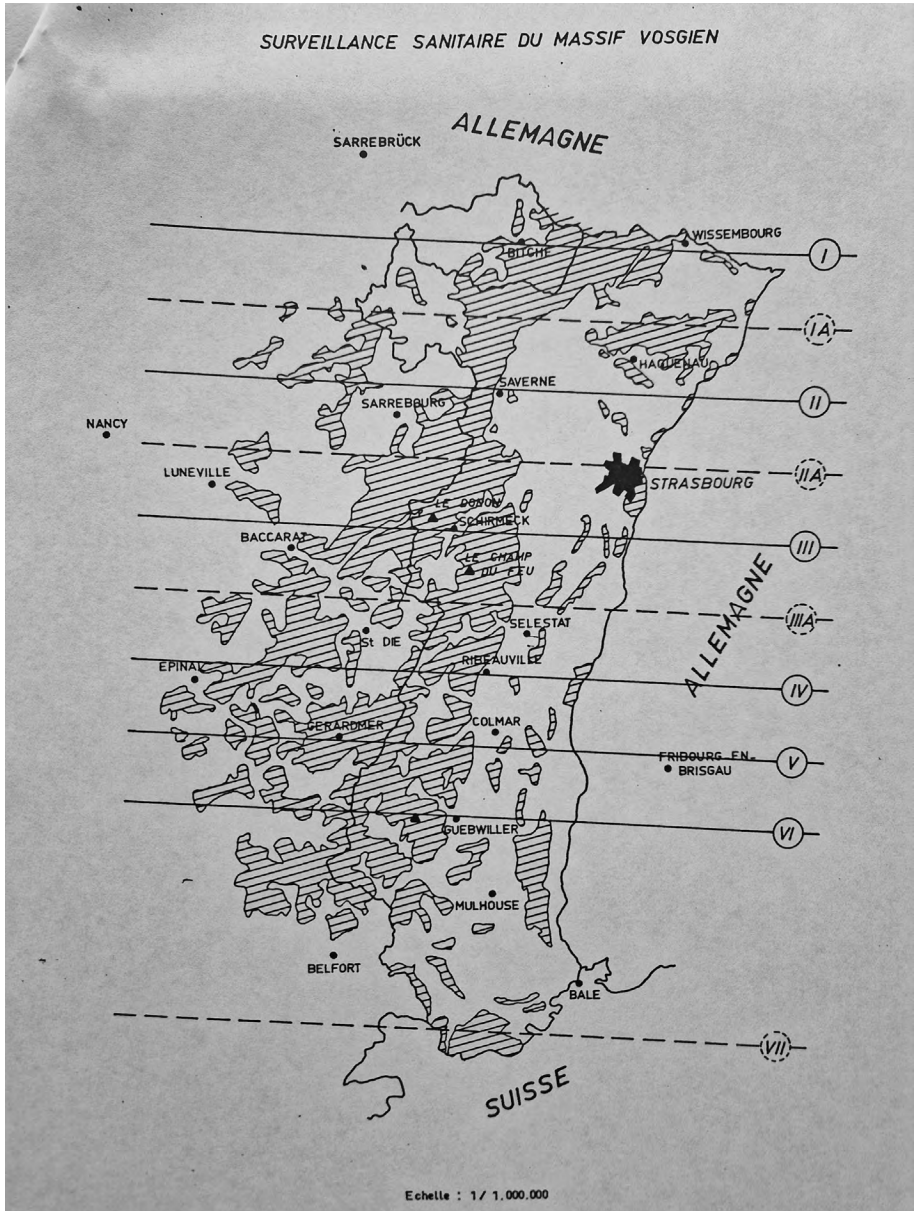 SURVEILLANCE SANITAIRE DU MASSIF VOSGIEN
ALLEMAGNE
SARREBRÜCK
WISSEMBOURG
BITCHE
I
IA
HAGUENAU
SAVERNE
II
SARREBOURG
NANCY
IIA
LUNEVILLE
STRASBOURG
LE DONON
SCHIRMECK
III
BACCARAT
LE CHAMP
DU FEU
ALLEMAGNE
IIIA
SELESTAT
St DIE
RIBEAUVILLE
EPINAL
IV
GERARDMER
COLMAR
V
FRIBOURG-EN-
BRISGAU
VI
GUEBWILLER
MULHOUSE
BELFORT
BALE
VII
SUISSE
Echelle : 1/ 1.000.000